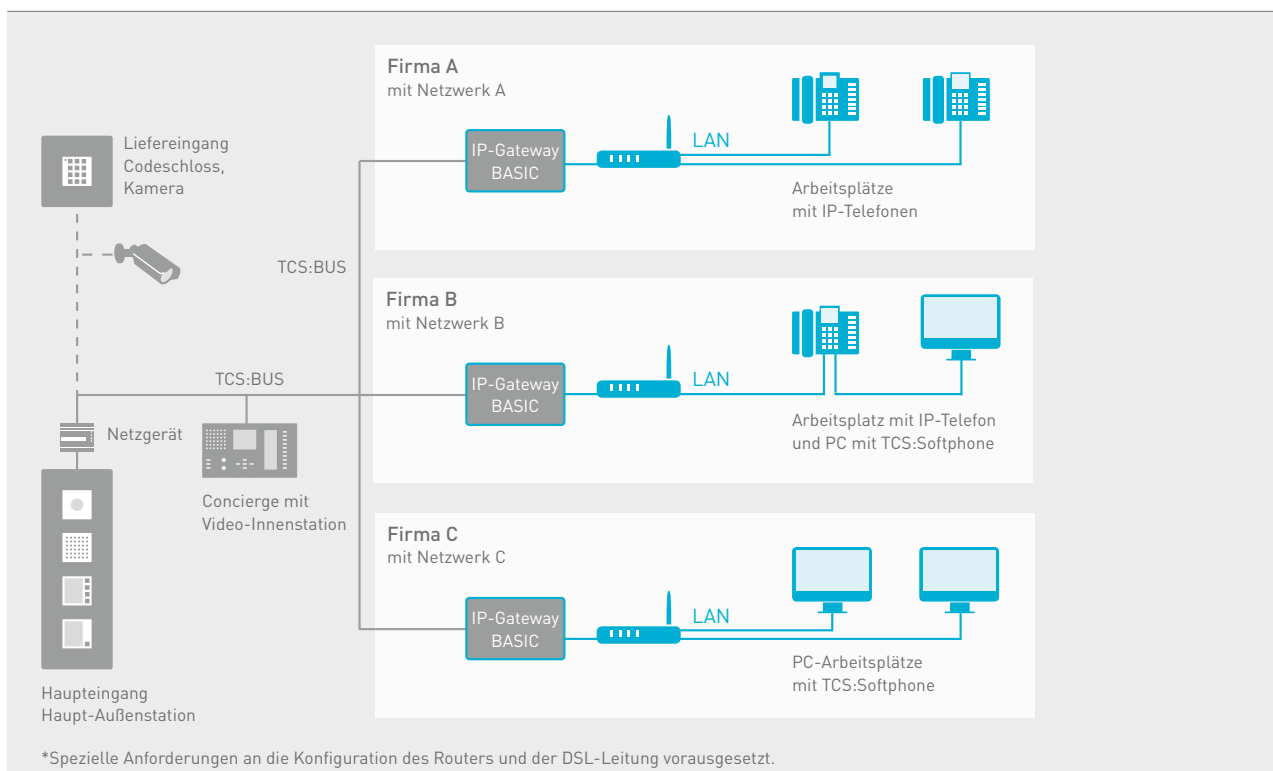 Firma A
mit Netzwerk A
IP-Gateway
BASIC
LAN
Arbeitsplätze
mit IP-Telefonen
Liefereingang
Codeschloss,
Kamera
TCS:BUS
Firma B
mit Netzwerk B
IP-Gateway
BASIC
LAN
Arbeitsplatz mit IP-Telefon
und PC mit TCS:Softphone
TCS:BUS
Netzgerät
Concierge mit
Video-Innenstation
Firma C
mit Netzwerk C
IP-Gateway
BASIC
LAN
PC-Arbeitsplätze
mit TCS:Softphone
Haupteingang
Haupt-Außenstation
*Spezielle Anforderungen an die Konfiguration des Routers und der DSL-Leitung vorausgesetzt.